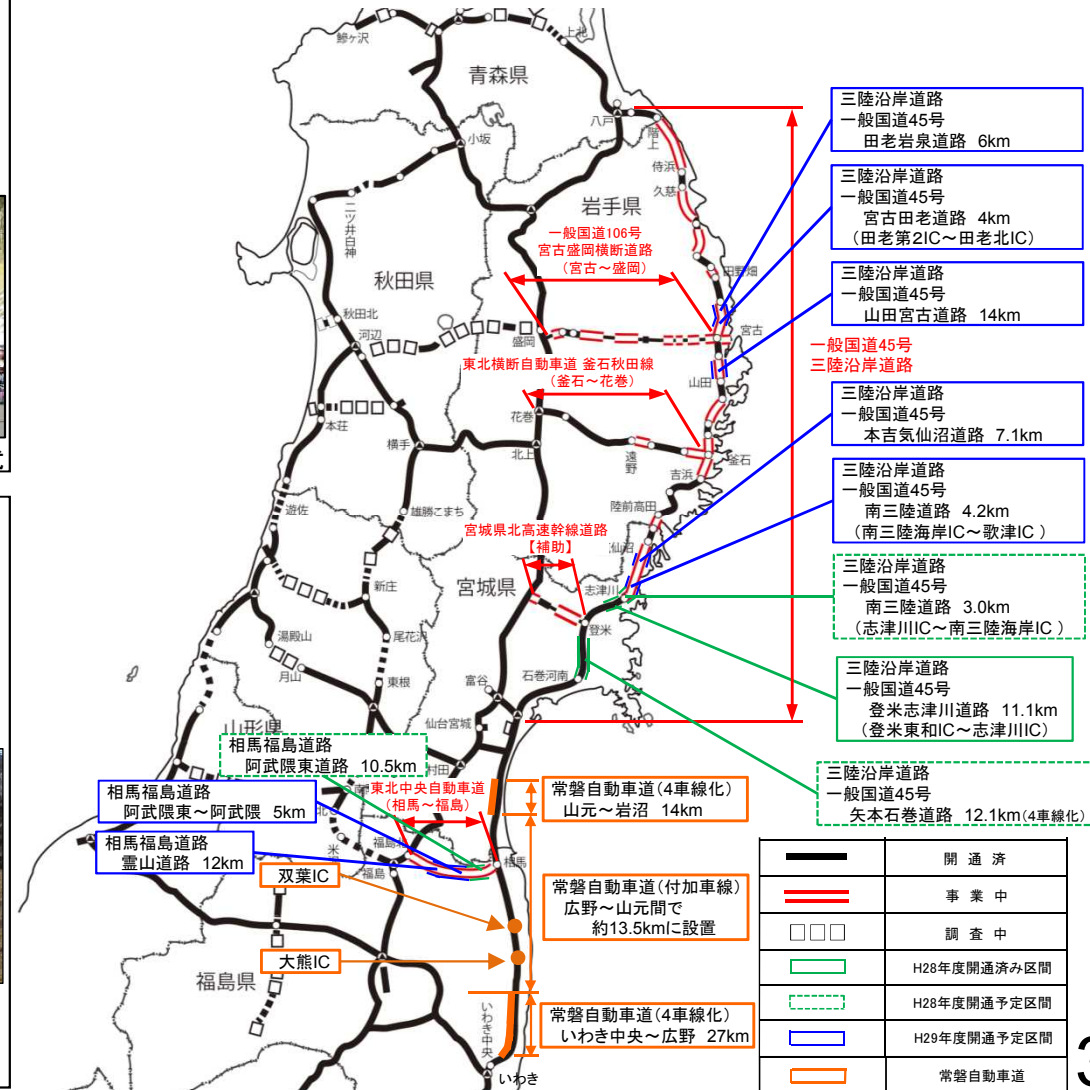 鰺ヶ沢
上北
青森県
八戸
階上
小坂
侍浜
久慈
二ツ井白神
岩手県
一般国道106号
宮古盛岡横断道路
(宮古～盛岡)
秋田県
田野畑
秋田北
河辺
盛岡
宮古
一般国道45号
三陸沿岸道路
東北横断自動車道 釜石秋田線
(釜石～花巻)
山田
花巻
本荘
横手
北上
遠野
釜石
吉浜
陸前高田
遊佐
雄勝こまち
宮城県北高速幹線道路
【補助】
仙沼
宮城県
志津川
新庄
登米
湯殿山
尾花沢
月山
東根
石巻河南
富谷
仙台宮城
山形県
村田
東北中央自動車道
(相馬～福島)
福島北
福島
相馬
福島県
いわき中央
いわき
三陸沿岸道路
一般国道45号
田老岩泉道路 6km
三陸沿岸道路
一般国道45号
宮古田老道路 4km
(田老第2IC～田老北IC)
三陸沿岸道路
一般国道45号
山田宮古道路 14km
三陸沿岸道路
一般国道45号
本吉気仙沼道路 7.1km
三陸沿岸道路
一般国道45号
南三陸道路 4.2km
(南三陸海岸IC～歌津IC )
三陸沿岸道路
一般国道45号
南三陸道路 3.0km
(志津川IC～南三陸海岸IC )
三陸沿岸道路
一般国道45号
登米志津川道路 11.1km
(登米東和IC～志津川IC)
三陸沿岸道路
一般国道45号
矢本石巻道路 12.1km(4車線化)
相馬福島道路
阿武隈東道路 10.5km
相馬福島道路
阿武隈東～阿武隈 5km
相馬福島道路
霊山道路 12km
双葉IC
大熊IC
常磐自動車道(4車線化)
山元～岩沼 14km
常磐自動車道(付加車線)
広野～山元間で
約13.5kmに設置
常磐自動車道(4車線化)
いわき中央～広野 27km
開 通 済
事 業 中
調 査 中
H28年度開通済み区間
H28年度開通予定区間
H29年度開通予定区間
常磐自動車道